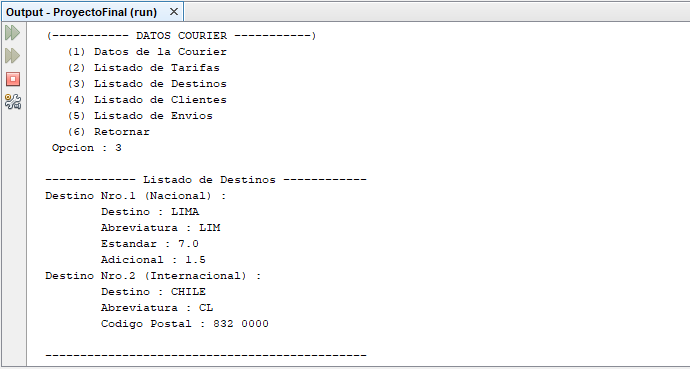 Output - ProyectoFinal (run) ×
(----------- DATOS COURIER -----------)
(1) Datos de la Courier
(2) Listado de Tarifas
(3) Listado de Destinos
(4) Listado de Clientes
(5) Listado de Envios
(6) Retornar
Opcion : 3
------------- Listado de Destinos ------------
Destino Nro.1 (Nacional) :
Destino : LIMA
Abreviatura : LIM
Estandar : 7.0
Adicional : 1.5
Destino Nro.2 (Internacional) :
Destino : CHILE
Abreviatura : CL
Codigo Postal : 832 0000
----------------------------------------------